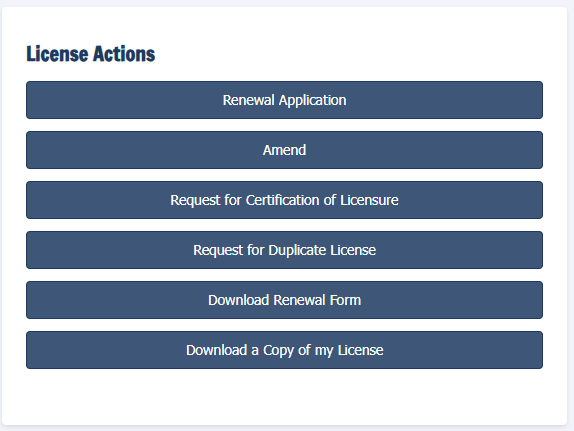 License Actions
Renewal Application
Amend
Request for Certification of Licensure
Request for Duplicate License
Download Renewal Form
Download a Copy of my License